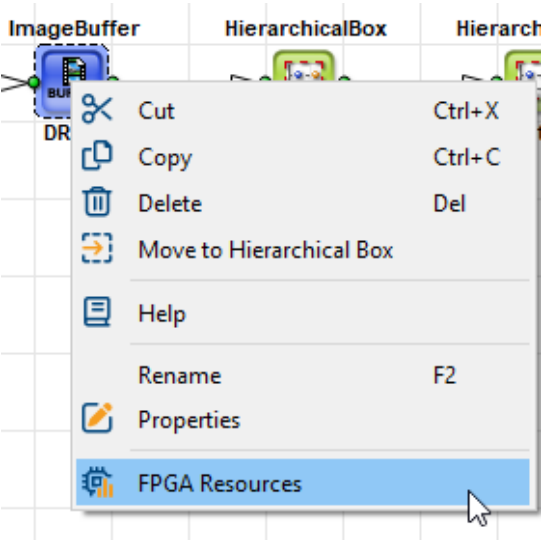 ImageBuffer HierarchicalBox Hierarch
BUF
DR
Cut Ctrl+X
Copy Ctrl+C
Delete Del
Move to Hierarchical Box
Help
Rename F2
Properties
FPGA Resources